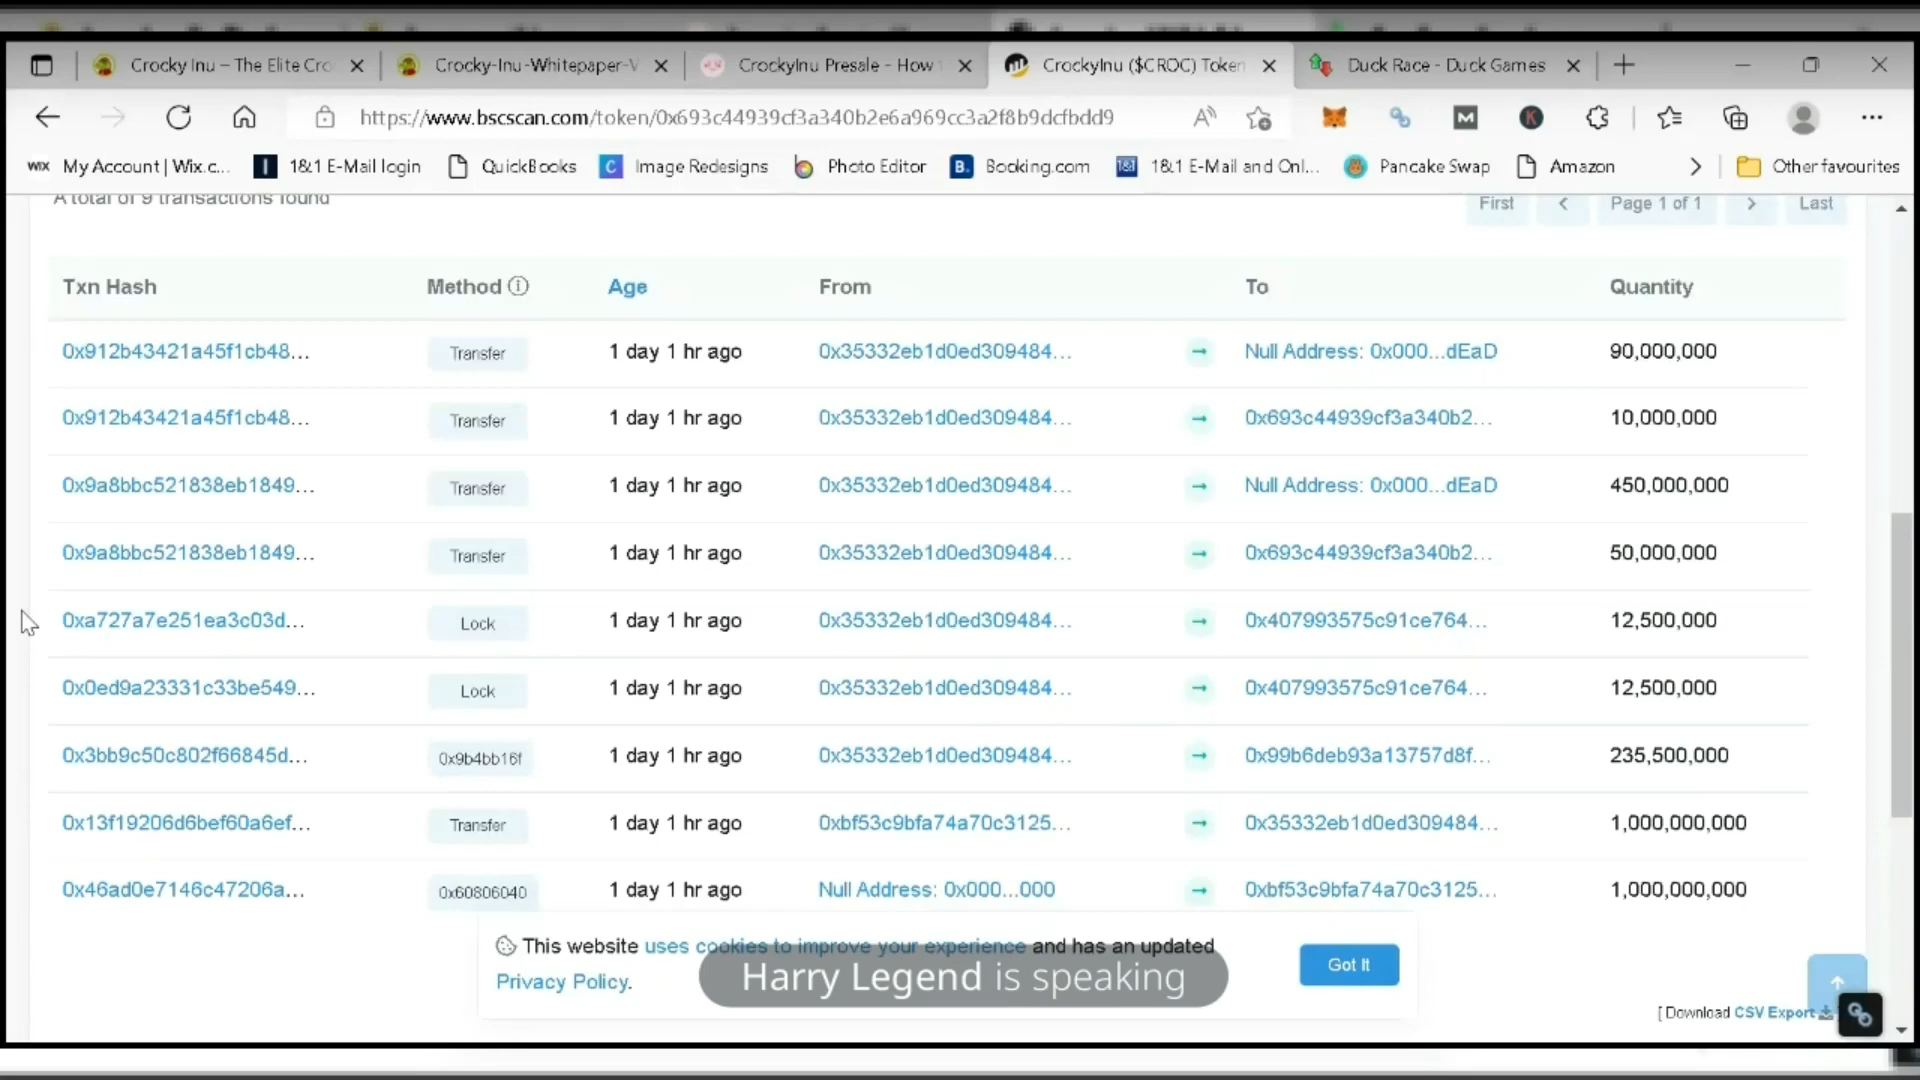 Crocky Inu – The Elite Cro
Crocky-Inu-Whitepaper-V
CrockyInu Presale - How
CrockyInu ($CROC) Token
Duck Race - Duck Games
https://www.bscscan.com/token/0x693c44939cf3a340b2e6a969cc3a2f8b9dcfbdd9
WIX My Account | Wix.c... 1&1 E-Mail login QuickBooks Image Redesigns Photo Editor Booking.com 1&1 E-Mail and Onl... Pancake Swap Amazon Other favourites
A total of 9 transactions found
First < Page 1 of 1 > Last
Txn Hash Method Age From To Quantity
0x912b43421a45f1cb48... Transfer 1 day 1 hr ago 0x35332eb1d0ed309484... Null Address: 0x000...dEaD 90,000,000
0x912b43421a45f1cb48... Transfer 1 day 1 hr ago 0x35332eb1d0ed309484... 0x693c44939cf3a340b2... 10,000,000
0x9a8bbc521838eb1849... Transfer 1 day 1 hr ago 0x35332eb1d0ed309484... Null Address: 0x000...dEaD 450,000,000
0x9a8bbc521838eb1849... Transfer 1 day 1 hr ago 0x35332eb1d0ed309484... 0x693c44939cf3a340b2... 50,000,000
0xa727a7e251ea3c03d... Lock 1 day 1 hr ago 0x35332eb1d0ed309484... 0x407993575c91ce764... 12,500,000
0x0ed9a23331c33be549... Lock 1 day 1 hr ago 0x35332eb1d0ed309484... 0x407993575c91ce764... 12,500,000
0x3bb9c50c802f66845d... 0x9b4bb16f 1 day 1 hr ago 0x35332eb1d0ed309484... 0x99b6deb93a13757d8f... 235,500,000
0x13f19206d6bef60a6ef... Transfer 1 day 1 hr ago 0xbf53c9bfa74a70c3125... 0x35332eb1d0ed309484... 1,000,000,000
0x46ad0e7146c47206a... 0x60806040 1 day 1 hr ago Null Address: 0x000...000 0xbf53c9bfa74a70c3125... 1,000,000,000
This website uses cookies to improve your experience and has an updated
Privacy Policy.
Got It
Harry Legend is speaking
[ Download CSV Export